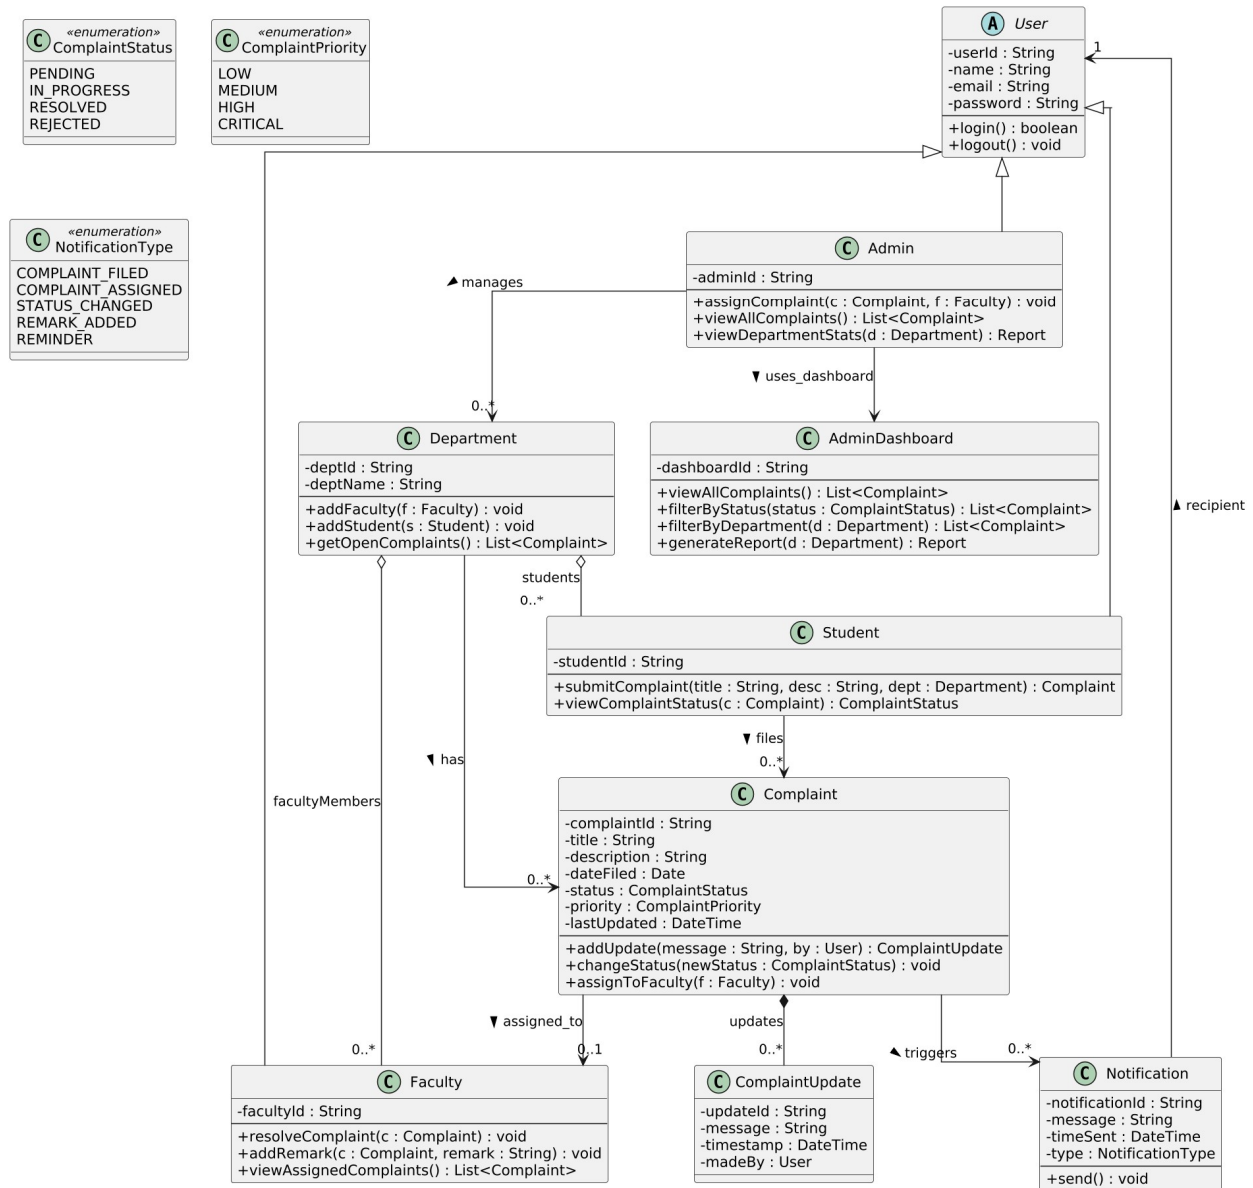 «enumeration»
C ComplaintStatus
PENDING
IN_PROGRESS
RESOLVED
REJECTED
«enumeration»
C ComplaintPriority
LOW
MEDIUM
HIGH
CRITICAL
A User
-userId : String
-name : String
-email : String
-password : String
+login() : boolean
+logout() : void
1
«enumeration»
C NotificationType
COMPLAINT_FILED
COMPLAINT_ASSIGNED
STATUS_CHANGED
REMARK_ADDED
REMINDER
C Admin
-adminId : String
+assignComplaint(c : Complaint, f : Faculty) : void
+viewAllComplaints() : List<Complaint>
+viewDepartmentStats(d : Department) : Report
manages
0..*
uses_dashboard
C Department
-deptId : String
-deptName : String
+addFaculty(f : Faculty) : void
+addStudent(s : Student) : void
+getOpenComplaints() : List<Complaint>
C AdminDashboard
-dashboardId : String
+viewAllComplaints() : List<Complaint>
+filterByStatus(status : ComplaintStatus) : List<Complaint>
+filterByDepartment(d : Department) : List<Complaint>
+generateReport(d : Department) : Report
recipient
students
0..*
C Student
-studentId : String
+submitComplaint(title : String, desc : String, dept : Department) : Complaint
+viewComplaintStatus(c : Complaint) : ComplaintStatus
has
files
0..*
facultyMembers
0..*
C Complaint
-complaintId : String
-title : String
-description : String
-dateFiled : Date
-status : ComplaintStatus
-priority : ComplaintPriority
-lastUpdated : DateTime
+addUpdate(message : String, by : User) : ComplaintUpdate
+changeStatus(newStatus : ComplaintStatus) : void
+assignToFaculty(f : Faculty) : void
assigned_to
updates
triggers
0..*
0..1
0..*
0..*
C Faculty
-facultyId : String
+resolveComplaint(c : Complaint) : void
+addRemark(c : Complaint, remark : String) : void
+viewAssignedComplaints() : List<Complaint>
C ComplaintUpdate
-updateId : String
-message : String
-timestamp : DateTime
-madeBy : User
C Notification
-notificationId : String
-message : String
-timeSent : DateTime
-type : NotificationType
+send() : void